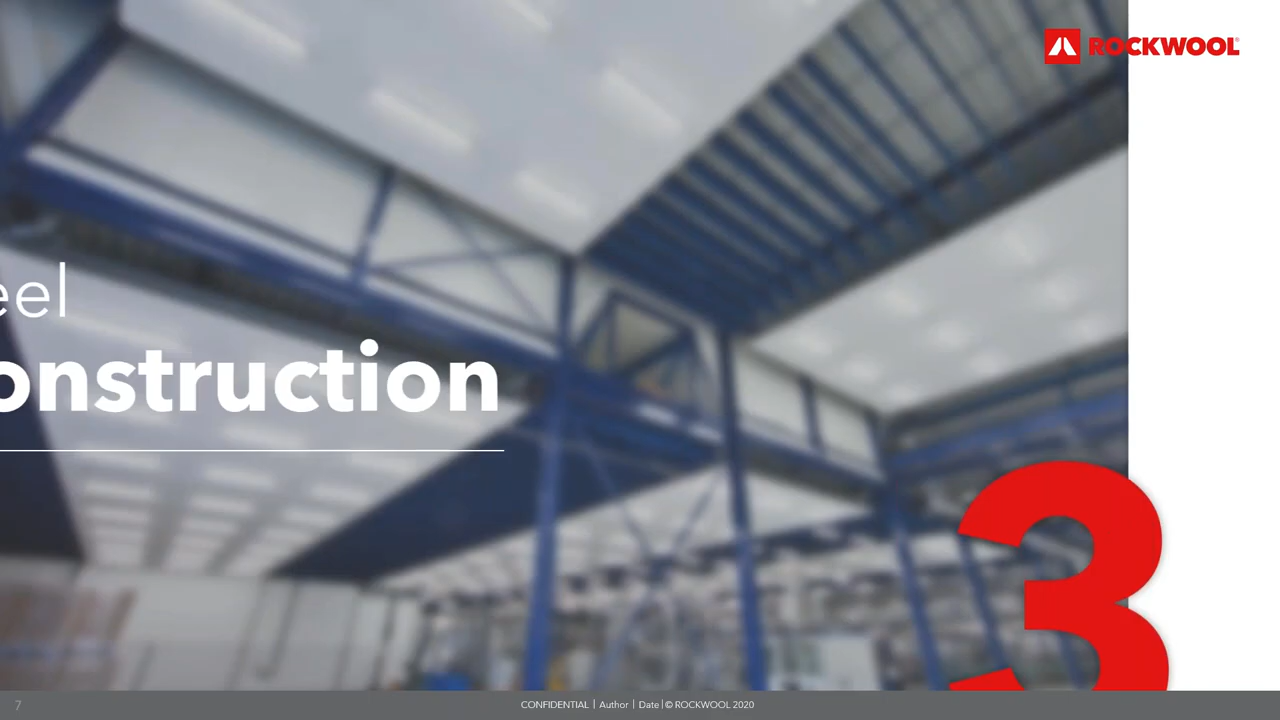 ROCKWOOL®
eel
onstruction
3
7
CONFIDENTIAL | Author | Date | © ROCKWOOL 2020